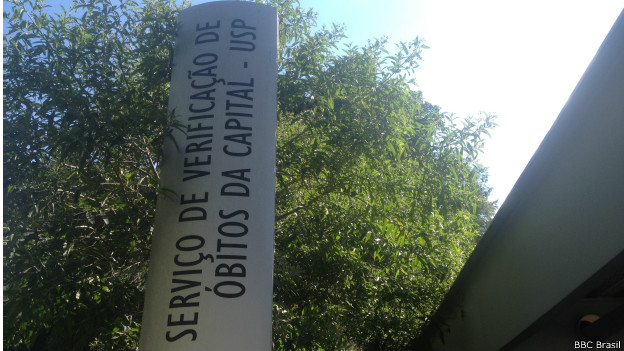 SERVIÇO DE VERIFICAÇÃO DE
ÓBITOS DA CAPITAL - USP
BBC Brasil